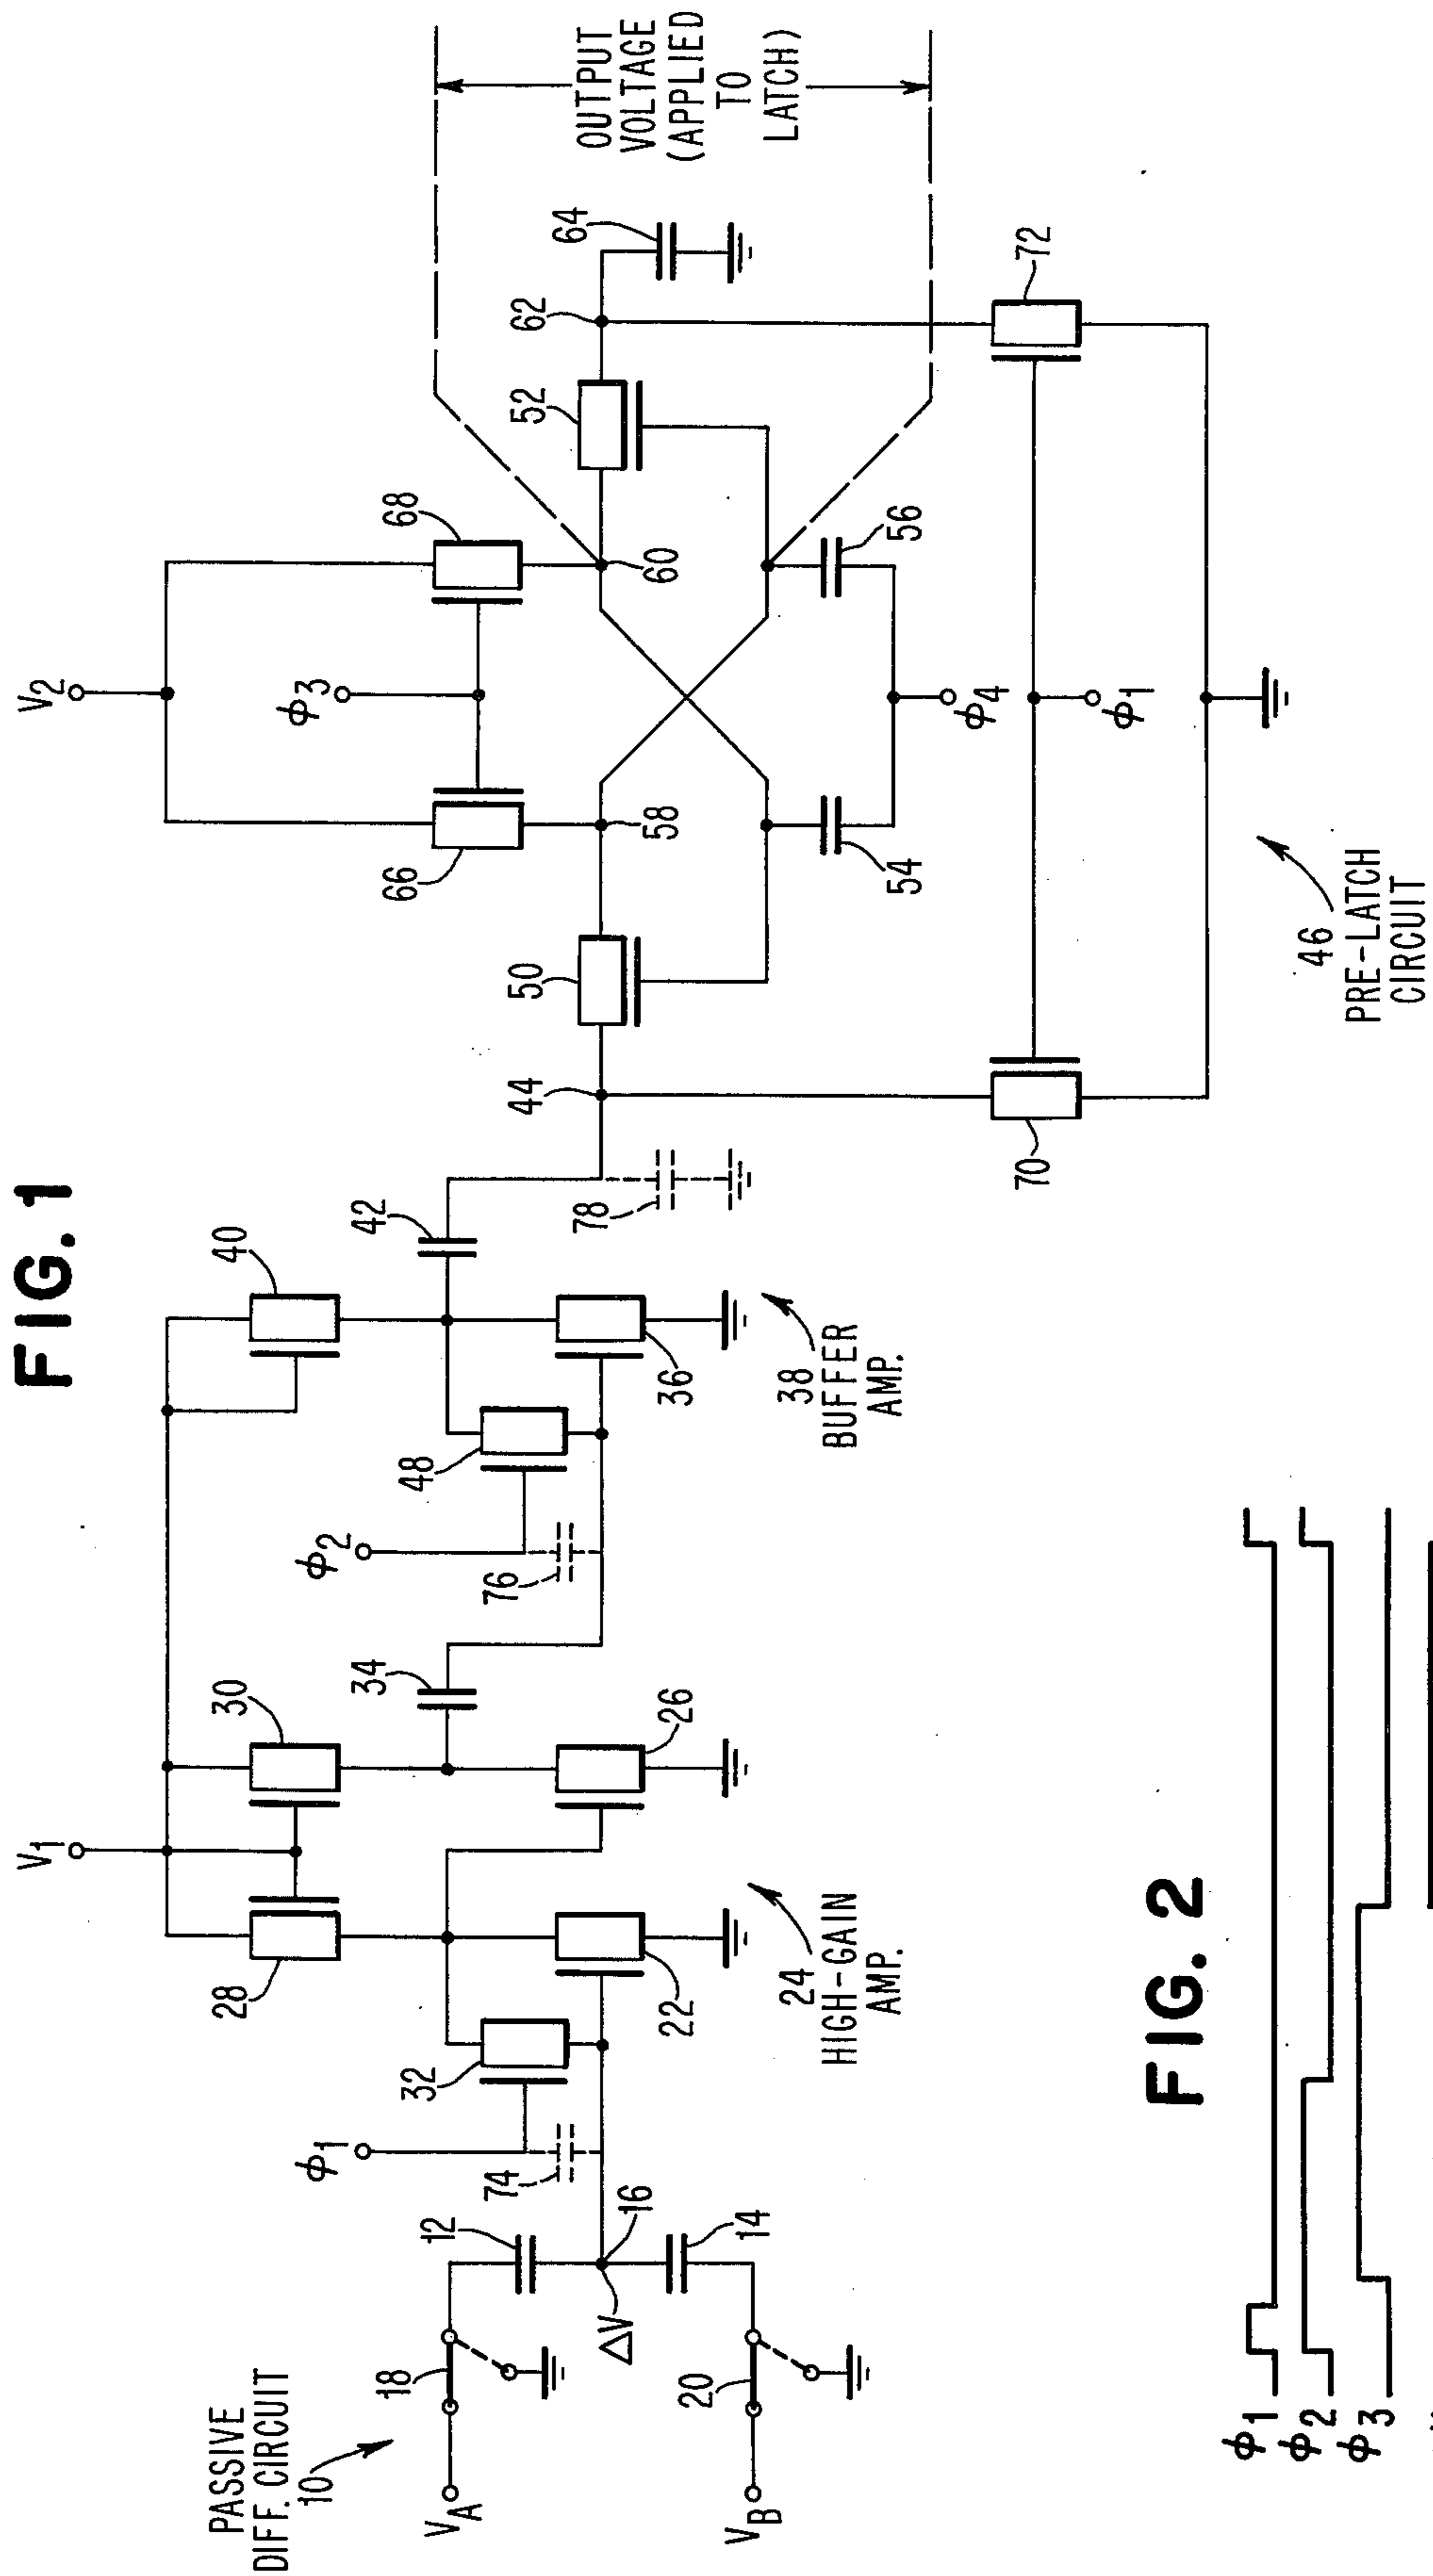 FIG. 1
PASSIVE
DIFF. CIRCUIT
10
VA
VB
18
20
12
14
16
ΔV
ϕ1
74
32
28
22
24
HIGH-GAIN
AMP.
V1
30
26
34
ϕ2
76
48
40
36
38
BUFFER
AMP.
42
78
44
70
50
66
58
V2
ϕ3
68
60
54
56
ϕ4
ϕ1
52
62
64
72
46
PRE-LATCH
CIRCUIT
OUTPUT
VOLTAGE
(APPLIED
TO
LATCH)
FIG. 2
ϕ1
ϕ2
ϕ3